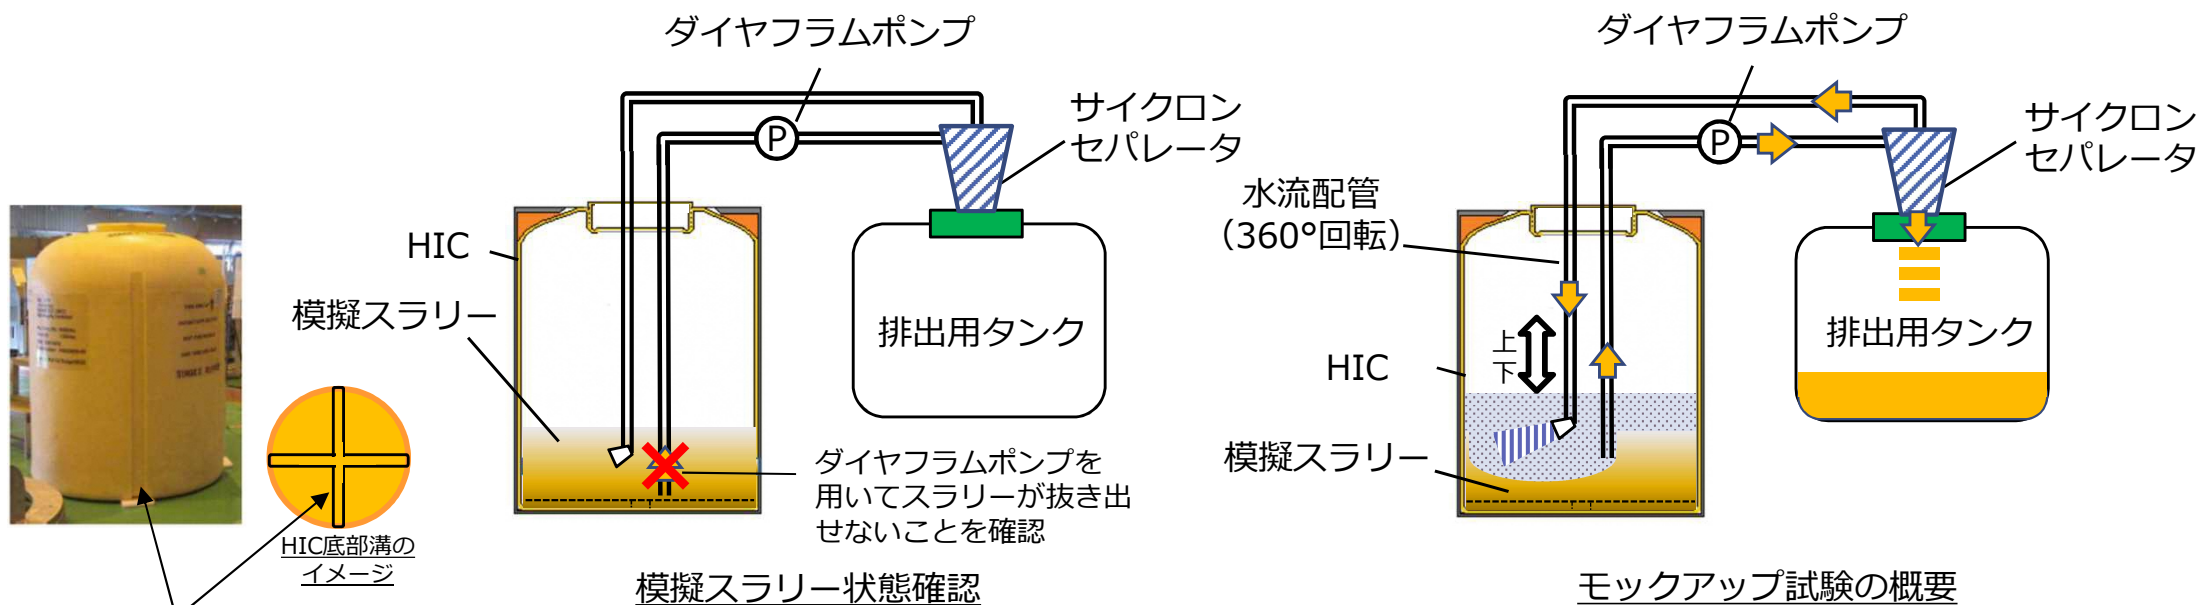 ダイヤフラムポンプ
サイクロン
セパレータ
P
HIC
模擬スラリー
排出用タンク
ダイヤフラムポンプを
用いてスラリーが抜き出
せないことを確認
HIC底部溝の
イメージ
模擬スラリー状態確認
ダイヤフラムポンプ
サイクロン
セパレータ
P
水流配管
（360°回転）
上
下
HIC
模擬スラリー
排出用タンク
モックアップ試験の概要